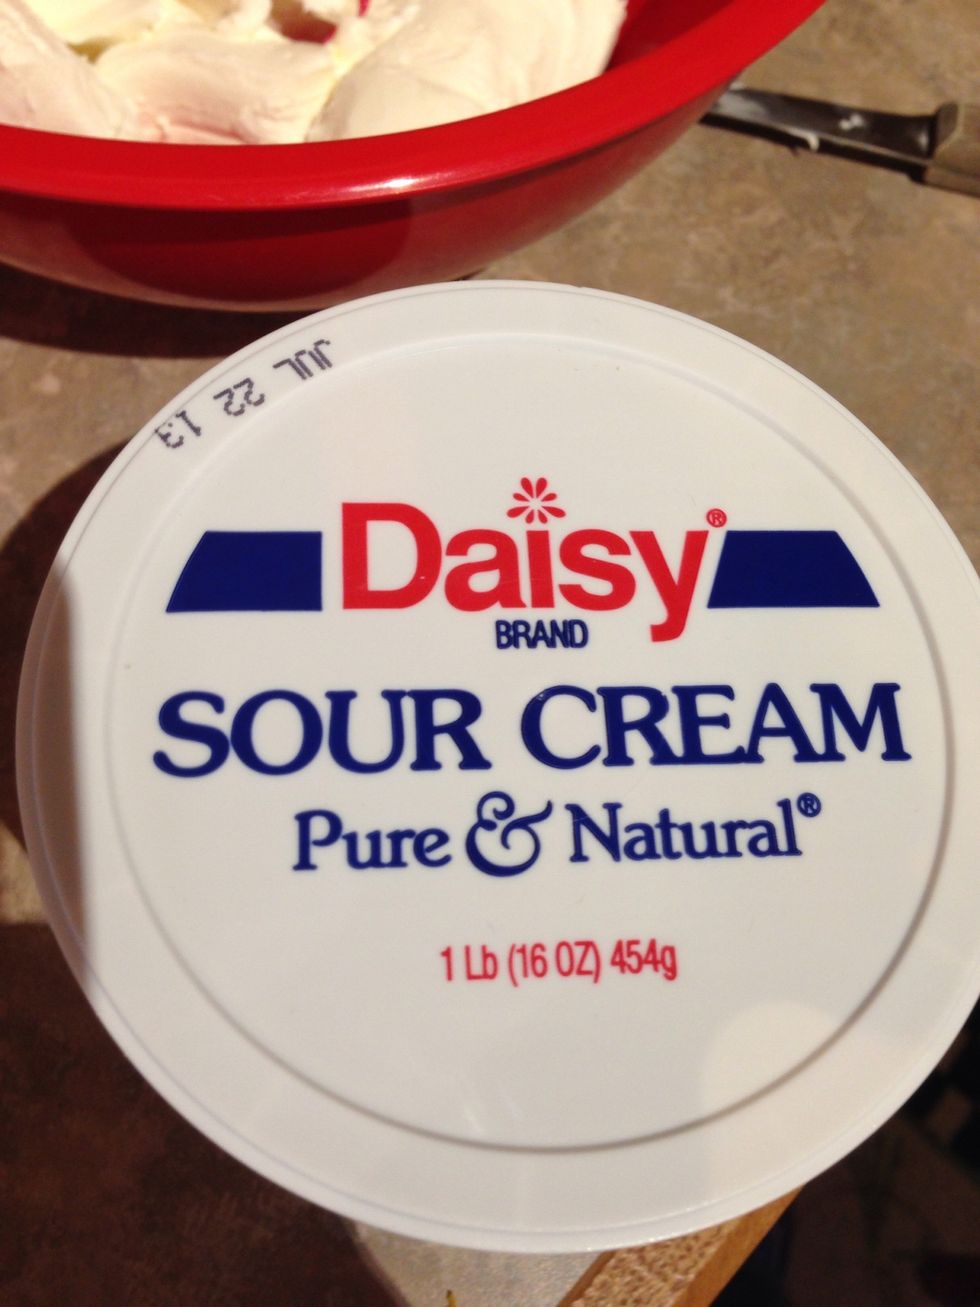 JUL 22 13
Daisy®
BRAND
SOUR CREAM
Pure & Natural®
1 Lb (16 OZ) 454g